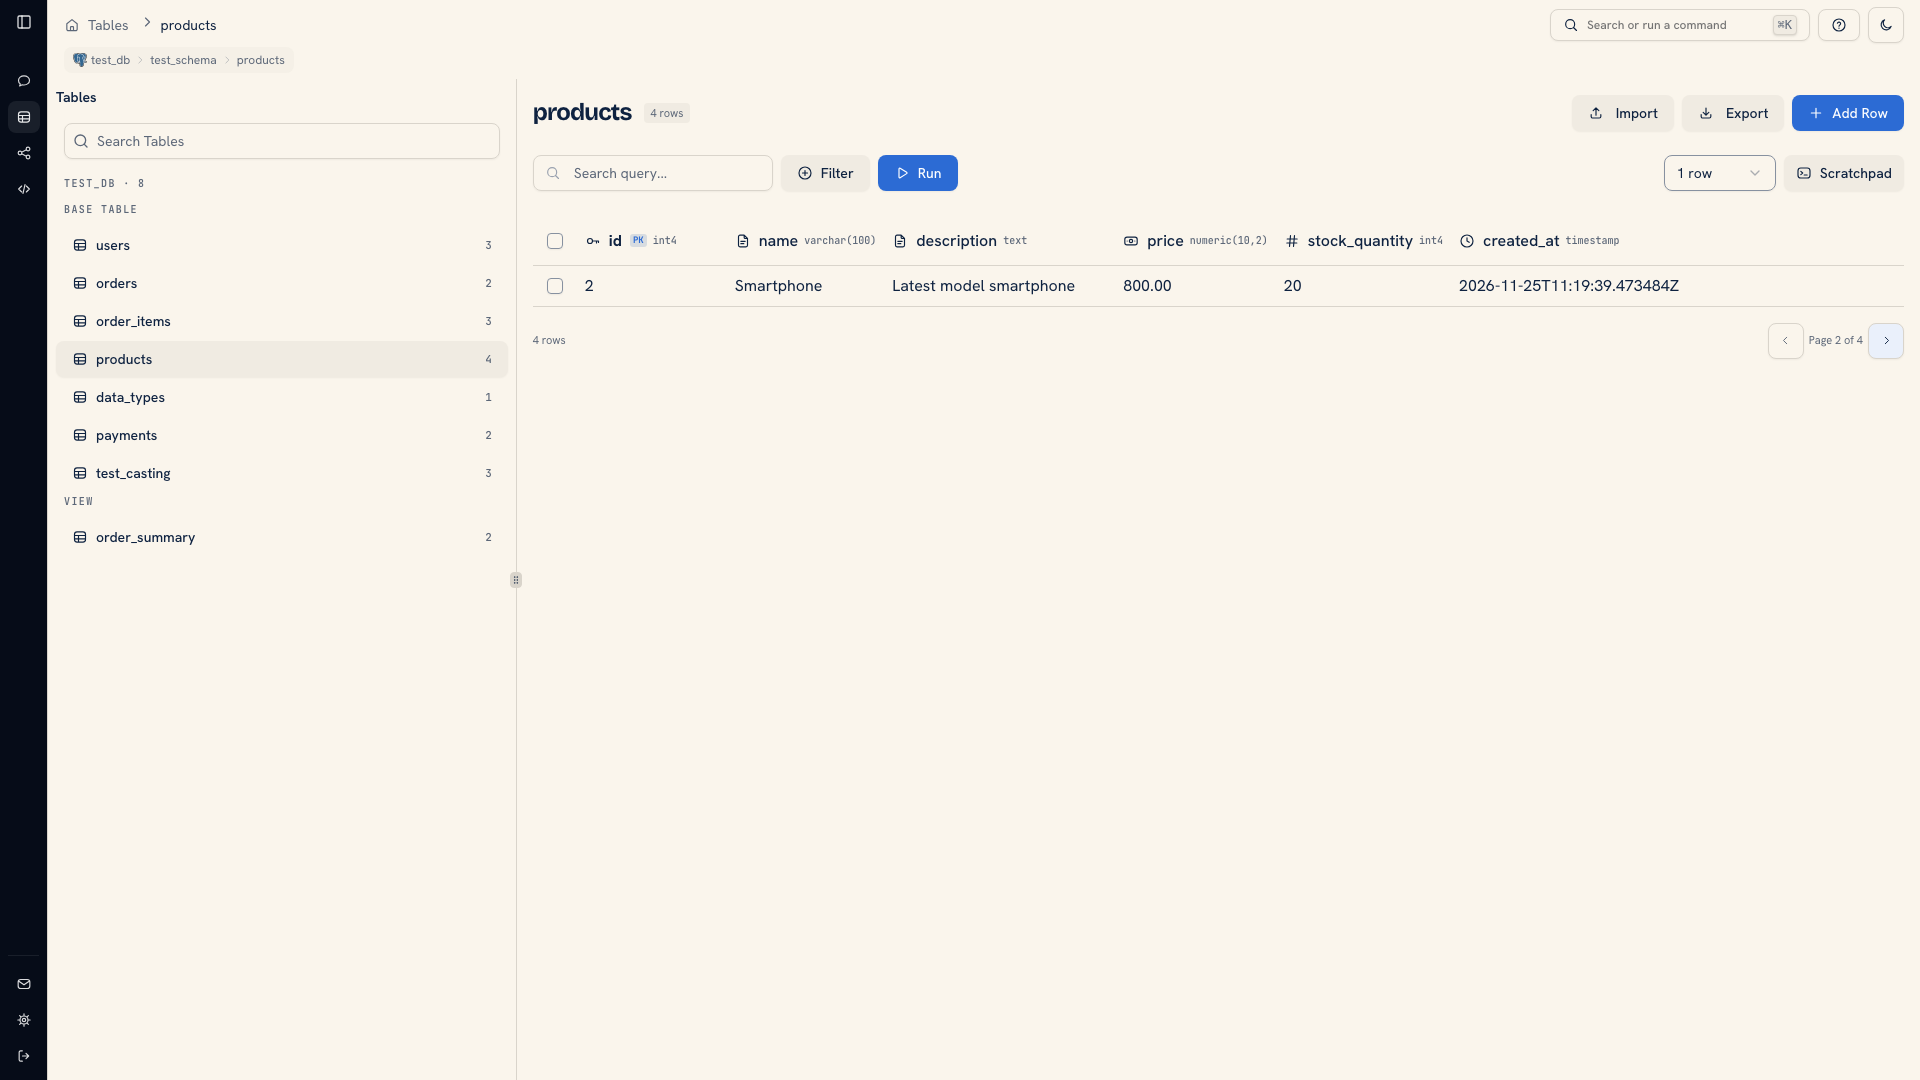 Tables
products
Search or run a command
⌘K
test_db
test_schema
products
Tables
Search Tables
TEST_DB · 8
BASE TABLE
users 3
orders 2
order_items 3
products 4
data_types 1
payments 2
test_casting 3
VIEW
order_summary 2
products
4 rows
Import
Export
Add Row
Search query...
Filter
Run
1 row
Scratchpad
id PK int4
name varchar(100)
description text
price numeric(10,2)
stock_quantity int4
created_at timestamp
2 Smartphone Latest model smartphone 800.00 20 2026-11-25T11:19:39.473484Z
4 rows
Page 2 of 4